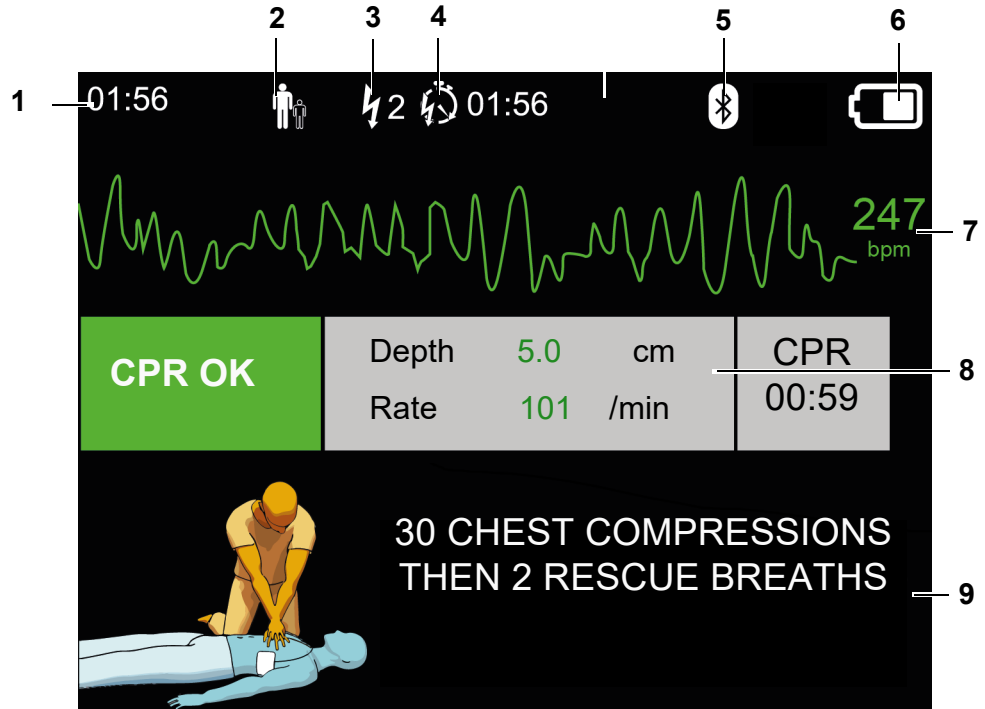 2 3 4 5 6
1 01:56 2 01:56
247
bpm 7
CPR OK
Depth 5.0 cm
Rate 101 /min
CPR
00:59
8
30 CHEST COMPRESSIONS
THEN 2 RESCUE BREATHS
9